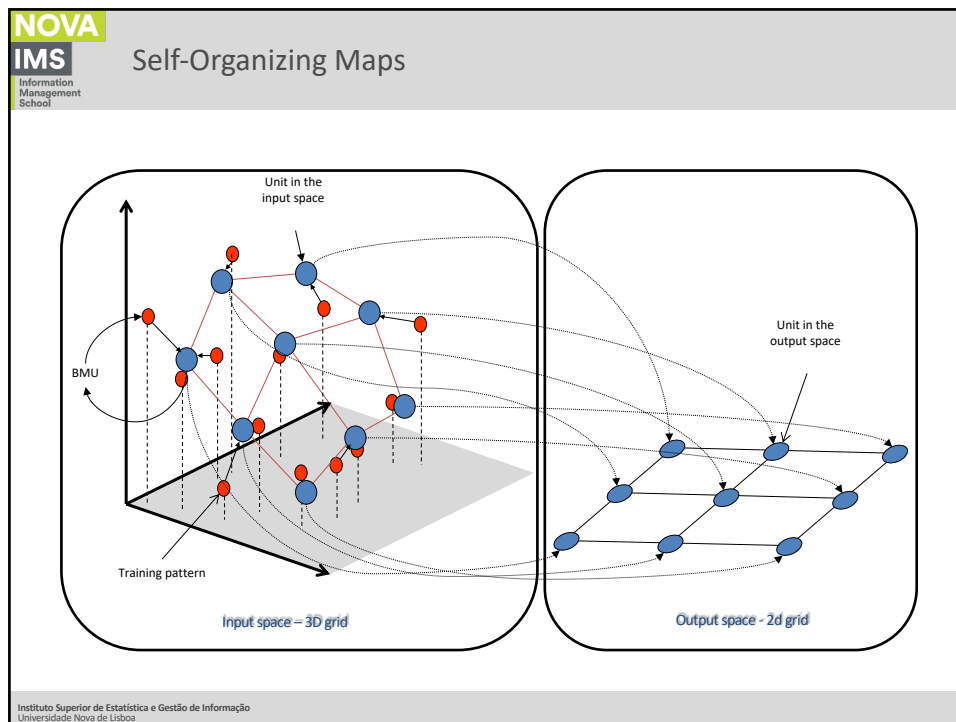 NOVA
IMS
Information
Management
School
Self-Organizing Maps
Unit in the
input space
BMU
Training pattern
Input space – 3D grid
Unit in the
output space
Output space - 2d grid
Instituto Superior de Estatística e Gestão de Informação
Universidade Nova de Lisboa